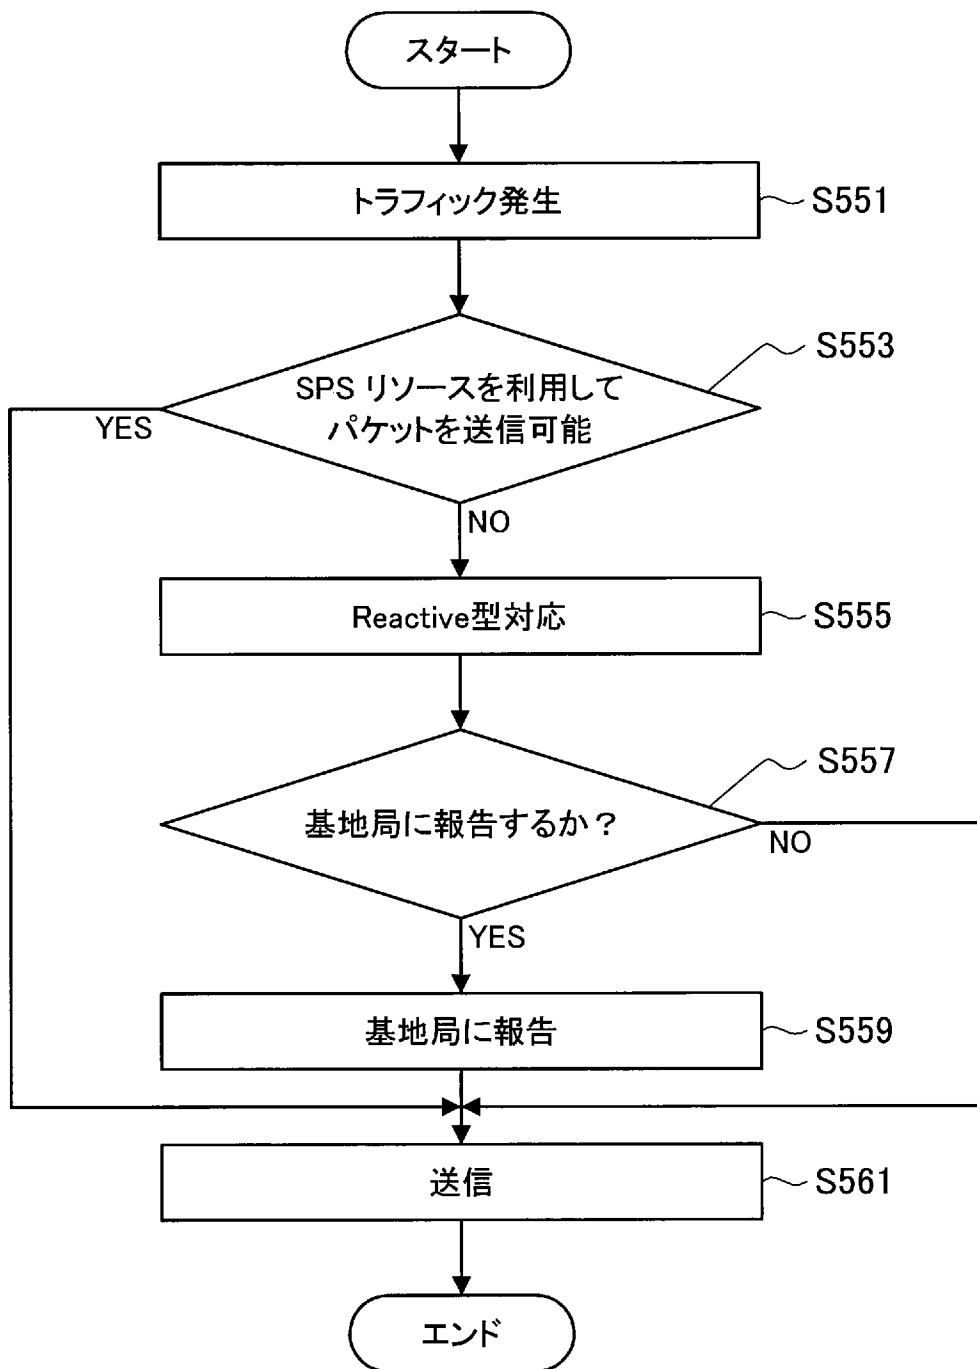 スタート
トラフィック発生
S551
S553
SPS リソースを利用して
パケットを送信可能
YES
NO
Reactive型対応
S555
S557
基地局に報告するか？
NO
YES
基地局に報告
S559
送信
S561
エンド